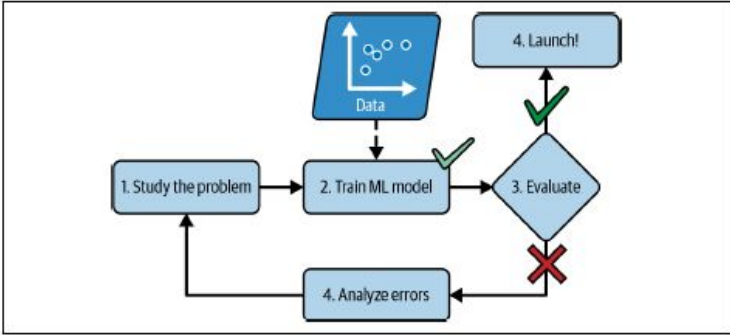 4. Launch!
Data
1. Study the problem
2. Train ML model
3. Evaluate
4. Analyze errors